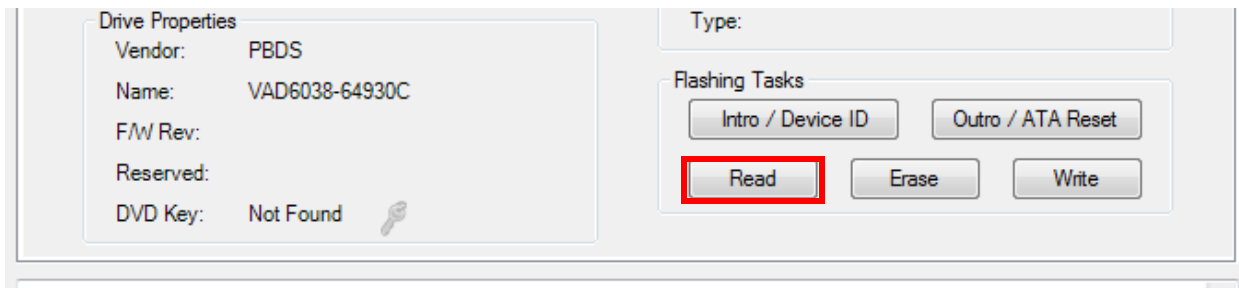 Drive Properties
Vendor: PBDS
Name: VAD6038-64930C
F/W Rev:
Reserved:
DVD Key: Not Found
Type:
Flashing Tasks
Intro / Device ID Outro / ATA Reset
Read Erase Write